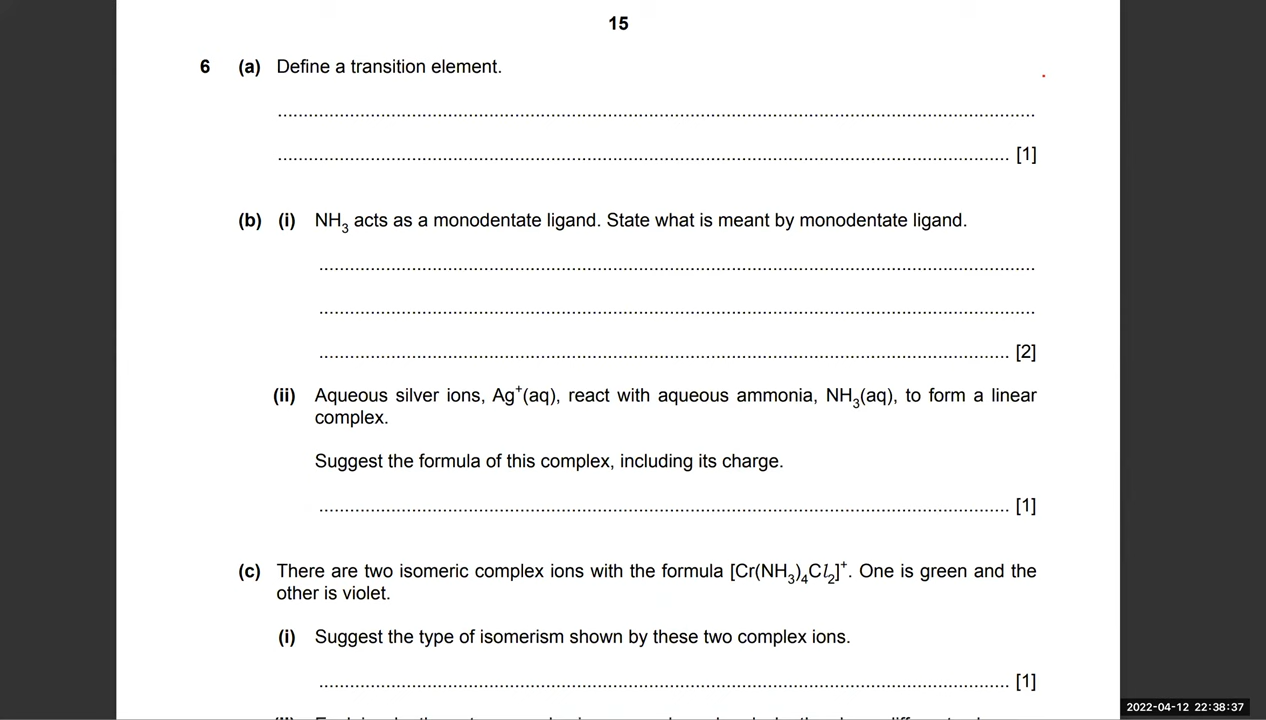 15
6 (a) Define a transition element.
................................................................
................................................................ [1]
(b) (i) NH3 acts as a monodentate ligand. State what is meant by monodentate ligand.
................................................................
................................................................
................................................................ [2]
(ii) Aqueous silver ions, Ag+(aq), react with aqueous ammonia, NH3(aq), to form a linear
complex.
Suggest the formula of this complex, including its charge.
................................................................ [1]
(c) There are two isomeric complex ions with the formula [Cr(NH3)4Cl2]+. One is green and the
other is violet.
(i) Suggest the type of isomerism shown by these two complex ions.
................................................................ [1]
2022-04-12 22:38:37